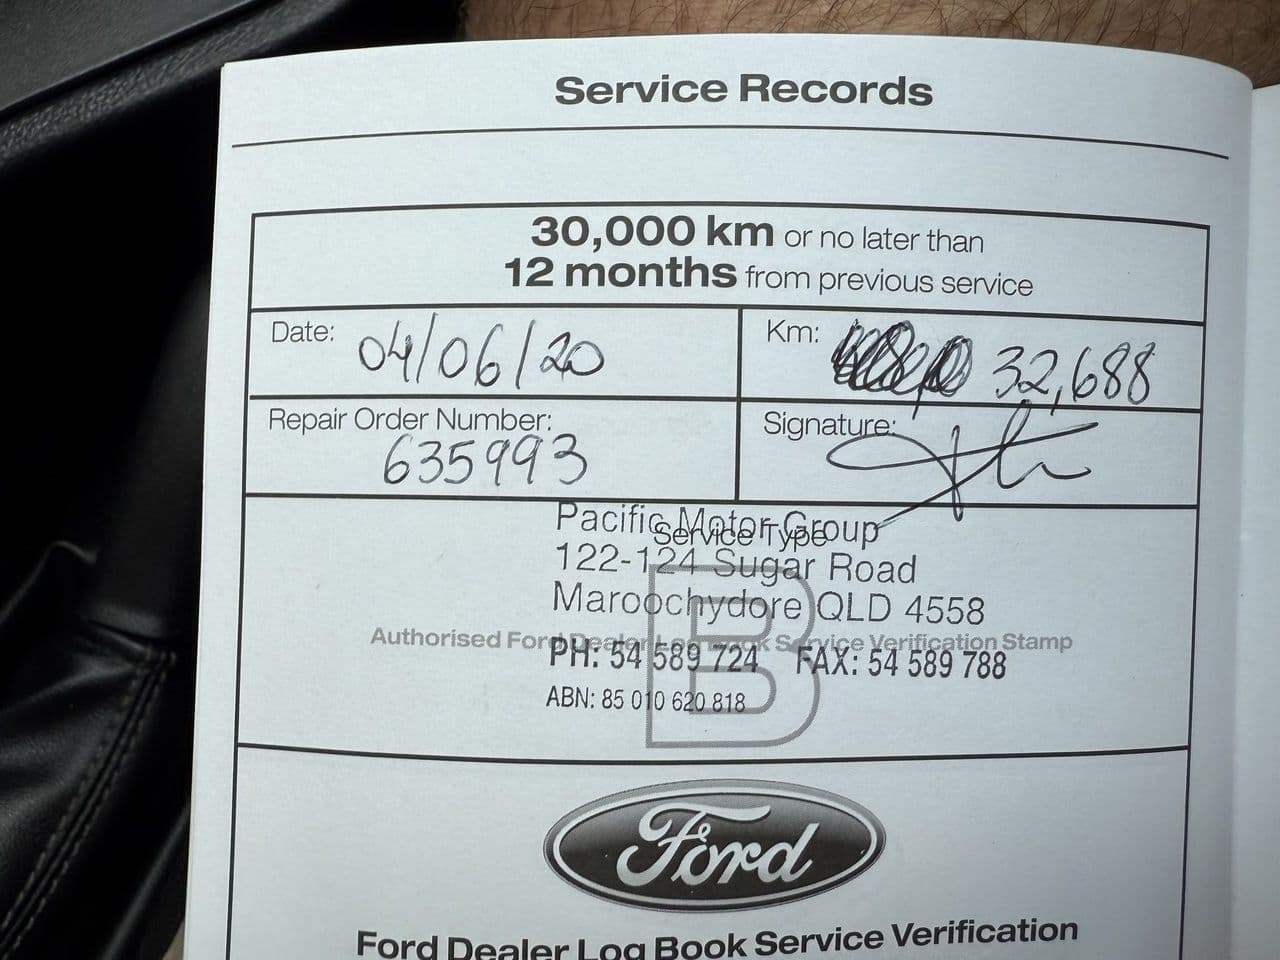 Service Records
30,000 km or no later than
12 months from previous service
Date: 04/06/20
Km: 32,688
Repair Order Number:
635993
Signature:
Pacific Motor Group
Service Type
122-124 Sugar Road
Maroochydore QLD 4558
B
Authorised Ford Dealer Log Book Service Verification Stamp
PH: 54 589 724 FAX: 54 589 788
ABN: 85 010 620 818
Ford
Ford Dealer Log Book Service Verification